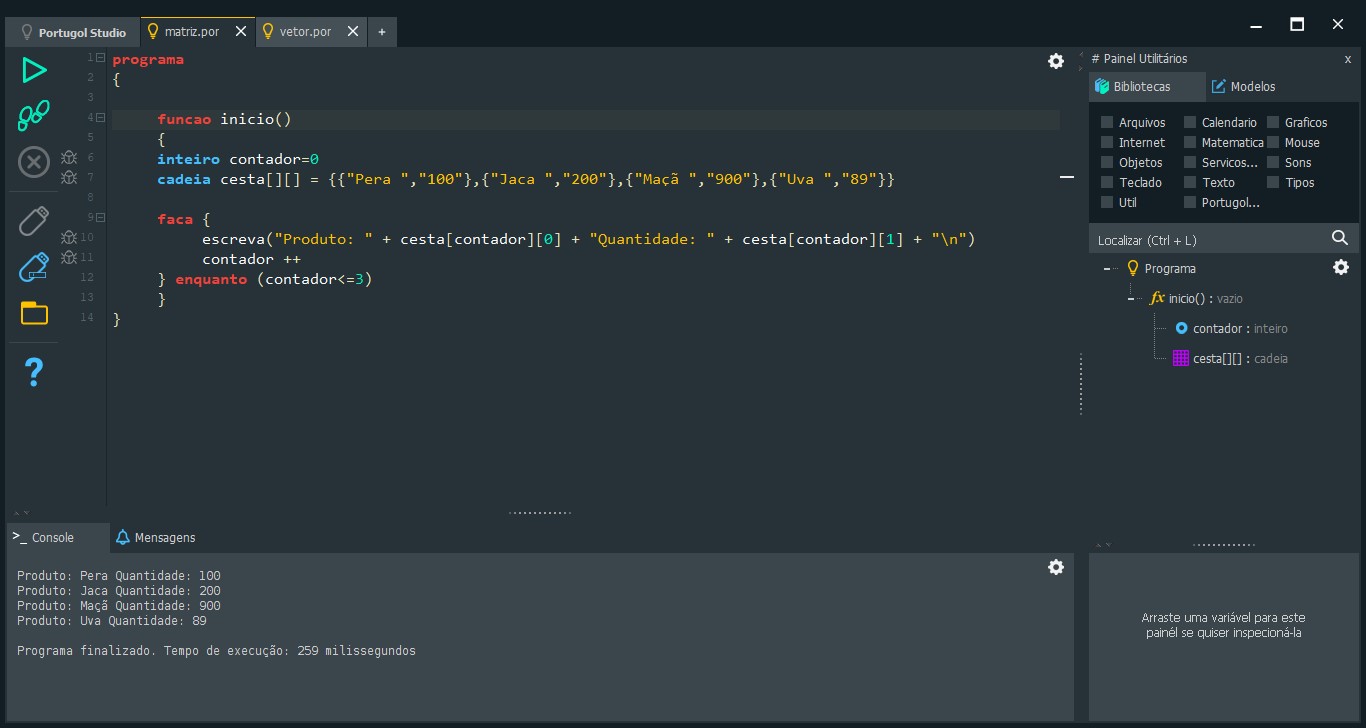 Portugol Studio matriz.por vetor.por +
1 programa
2 {
3
4 funcao inicio()
5 {
6 inteiro contador=0
7 cadeia cesta[][] = {{"Pera ","100"},{"Jaca ","200"},{"Maçã ","900"},{"Uva ","89"}}
8
9 faca {
10 escreva("Produto: " + cesta[contador][0] + "Quantidade: " + cesta[contador][1] + "\n")
11 contador ++
12 } enquanto (contador<=3)
13 }
14 }
?
# Painel Utilitários x
Bibliotecas Modelos
Arquivos Calendario Graficos
Internet Matematica Mouse
Objetos Servicos... Sons
Teclado Texto Tipos
Util Portugol...
Localizar (Ctrl + L)
Programa
fx inicio() : vazio
contador : inteiro
cesta[][] : cadeia
>_ Console Mensagens
Produto: Pera Quantidade: 100
Produto: Jaca Quantidade: 200
Produto: Maçã Quantidade: 900
Produto: Uva Quantidade: 89
Programa finalizado. Tempo de execução: 259 milissegundos
Arraste uma variável para este
painél se quiser inspecioná-la